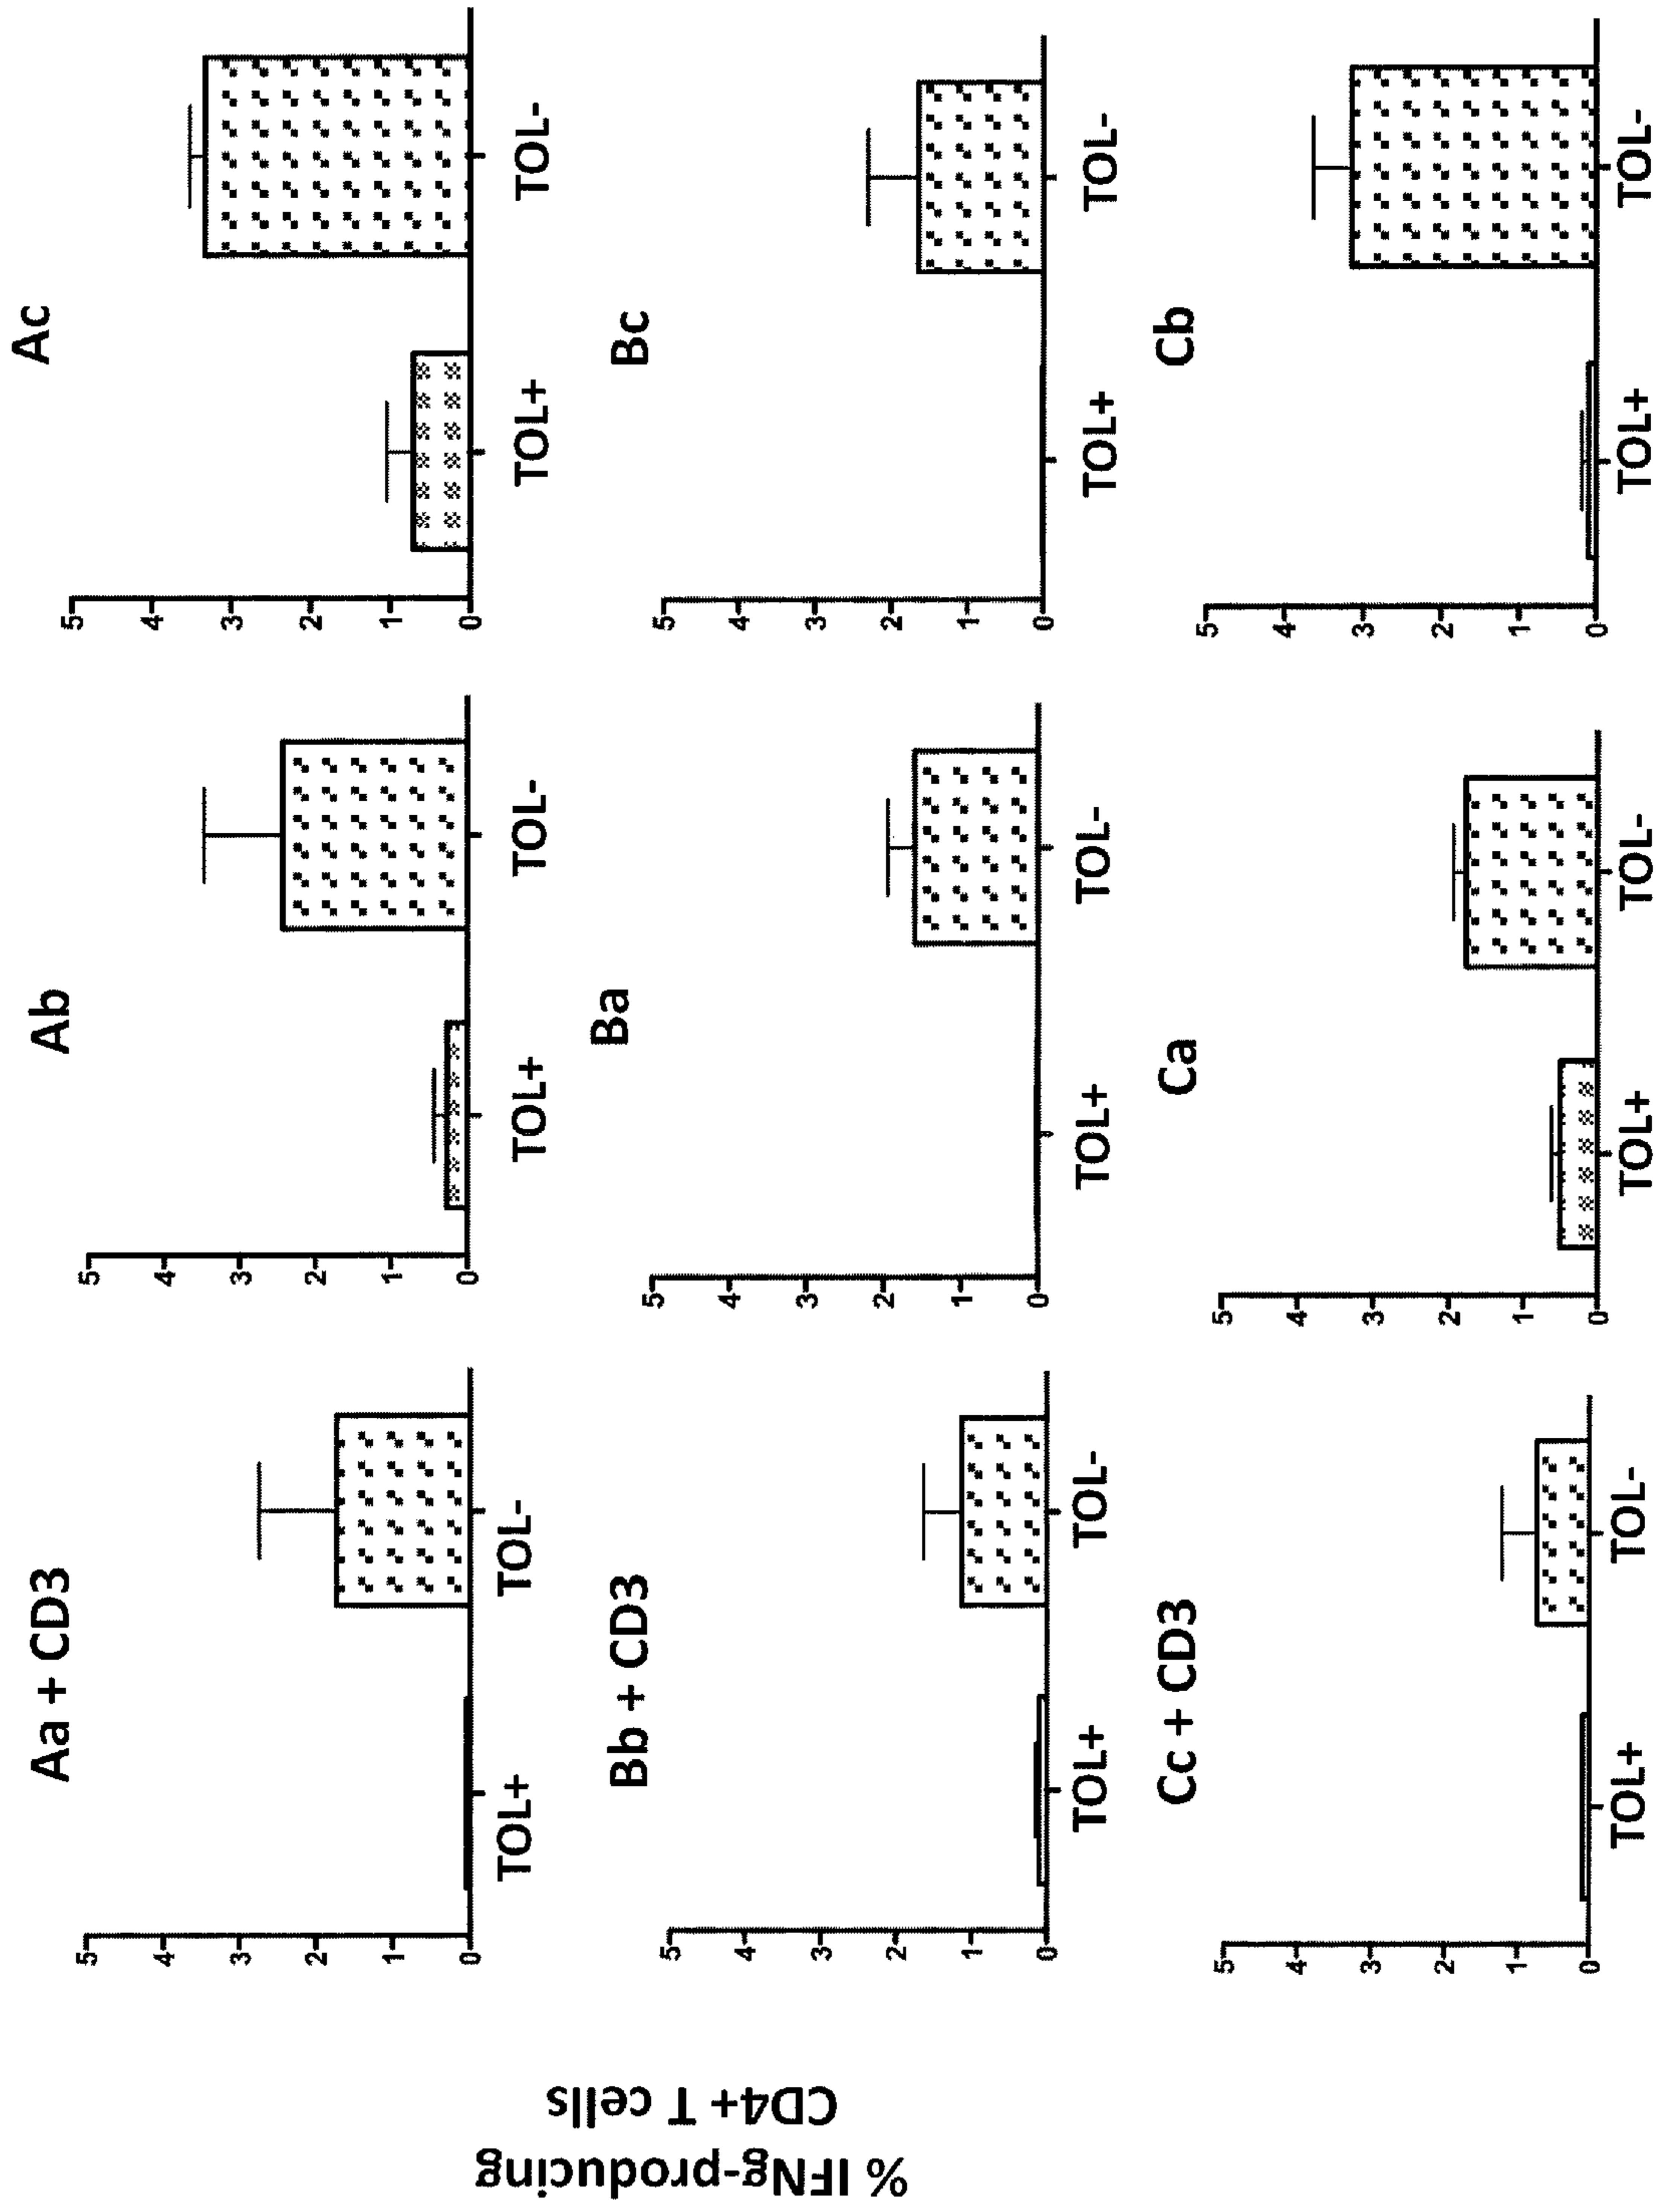 % IFNg-producing
CD4+ T cells
Aa + CD3
5
4
3
2
1
0
TOL+ TOL-
Ab
5
4
3
2
1
0
TOL+ TOL-
Ac
5
4
3
2
1
0
TOL+ TOL-
Bb + CD3
5
4
3
2
1
0
TOL+ TOL-
Ba
5
4
3
2
1
0
TOL+ TOL-
Bc
5
4
3
2
1
0
TOL+ TOL-
Cc + CD3
5
4
3
2
1
0
TOL+ TOL-
Ca
5
4
3
2
1
0
TOL+ TOL-
Cb
5
4
3
2
1
0
TOL+ TOL-